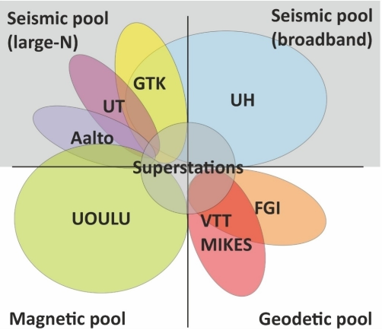 Seismic pool
(large-N)
Seismic pool
(broadband)
GTK
UT
UH
Aalto
Superstations
UOULU
VTT
MIKES
FGI
Magnetic pool
Geodetic pool